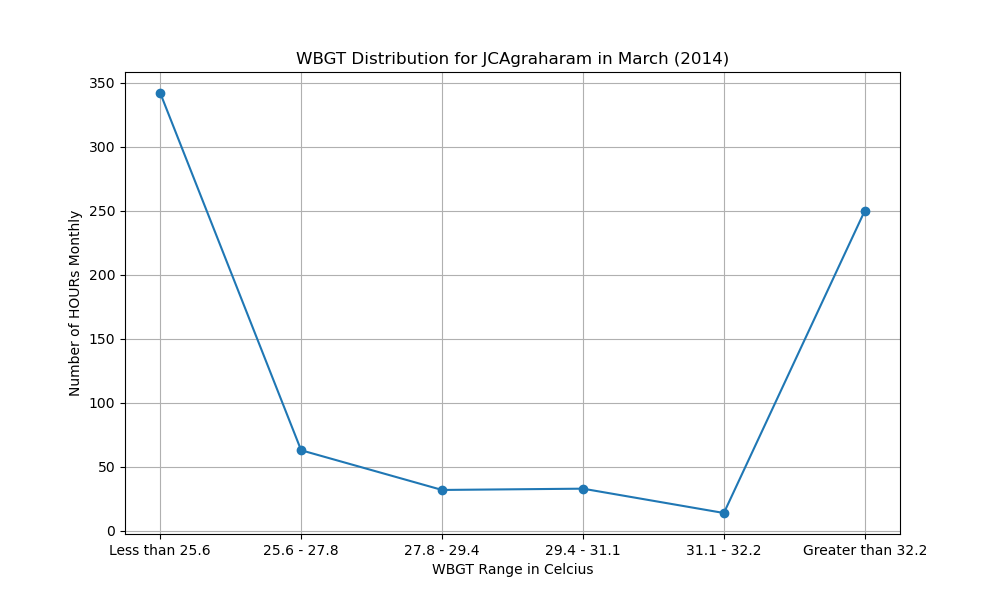 WBGT Distribution for JCAgraharam in March (2014)
350
300
250
200
150
100
50
0
Number of HOURs Monthly
Less than 25.6 25.6 - 27.8 27.8 - 29.4 29.4 - 31.1 31.1 - 32.2 Greater than 32.2
WBGT Range in Celcius